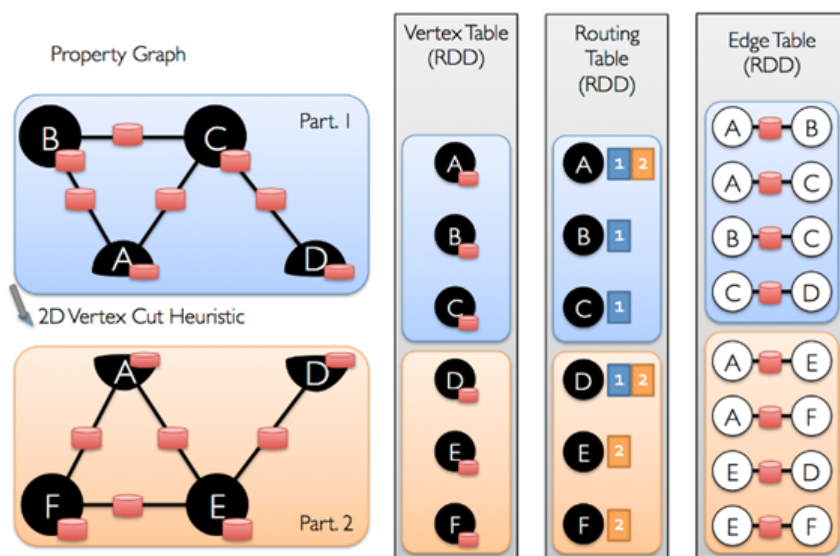 Property Graph
Part. 1
B
C
A
D
2D Vertex Cut Heuristic
A
D
F
E
Part. 2
Vertex Table
(RDD)
A
B
C
D
E
F
Routing
Table
(RDD)
A 1 2
B 1
C 1
D 1 2
E 2
F 2
Edge Table
(RDD)
A B
A C
B C
C D
A E
A F
E D
E F